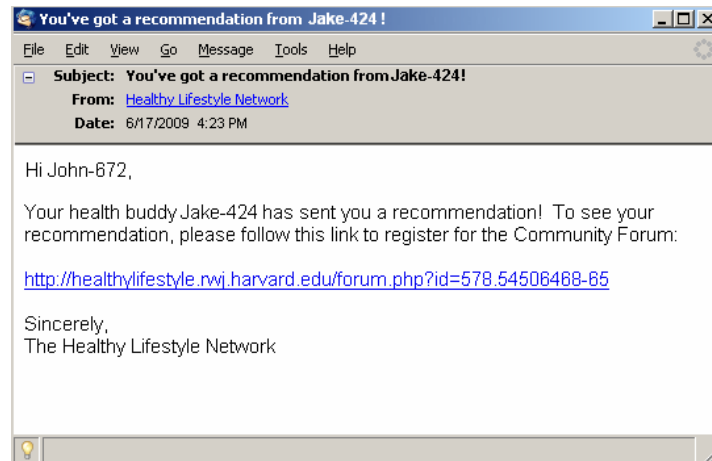 You've got a recommendation from Jake-424 !
File Edit View Go Message Tools Help
Subject: You've got a recommendation from Jake-424!
From: Healthy Lifestyle Network
Date: 6/17/2009 4:23 PM
Hi John-672,
Your health buddy Jake-424 has sent you a recommendation! To see your
recommendation, please follow this link to register for the Community Forum:
http://healthylifestyle.rwj.harvard.edu/forum.php?id=578.54506468-65
Sincerely,
The Healthy Lifestyle Network